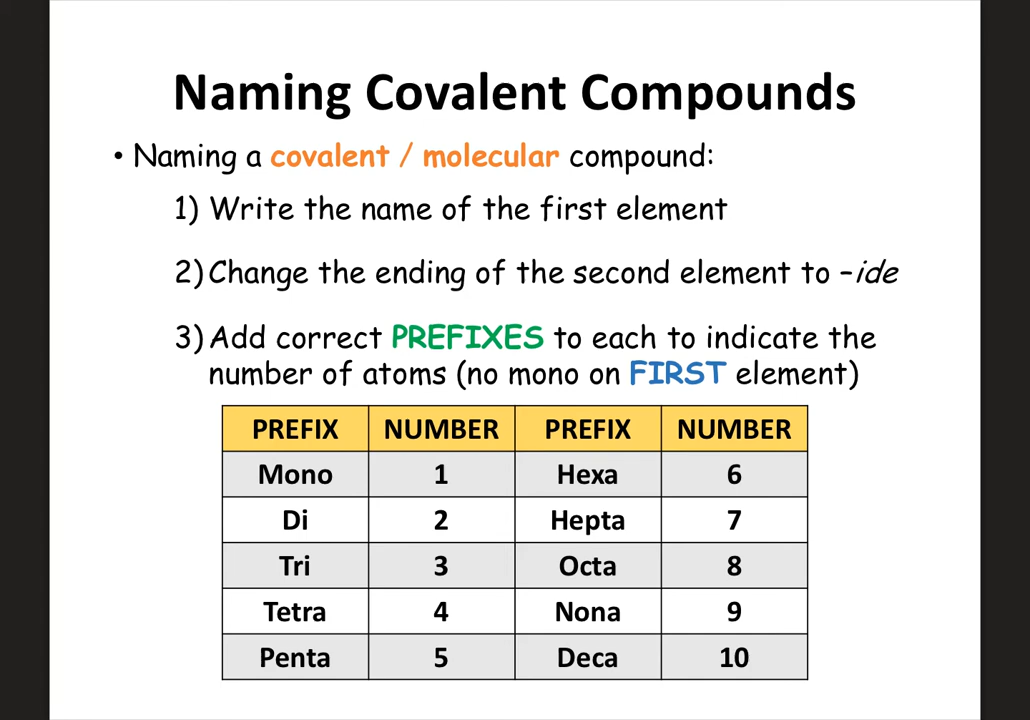 Naming Covalent Compounds
• Naming a covalent / molecular compound:
1) Write the name of the first element
2) Change the ending of the second element to –ide
3) Add correct PREFIXES to each to indicate the
number of atoms (no mono on FIRST element)
PREFIX NUMBER PREFIX NUMBER
Mono 1 Hexa 6
Di 2 Hepta 7
Tri 3 Octa 8
Tetra 4 Nona 9
Penta 5 Deca 10